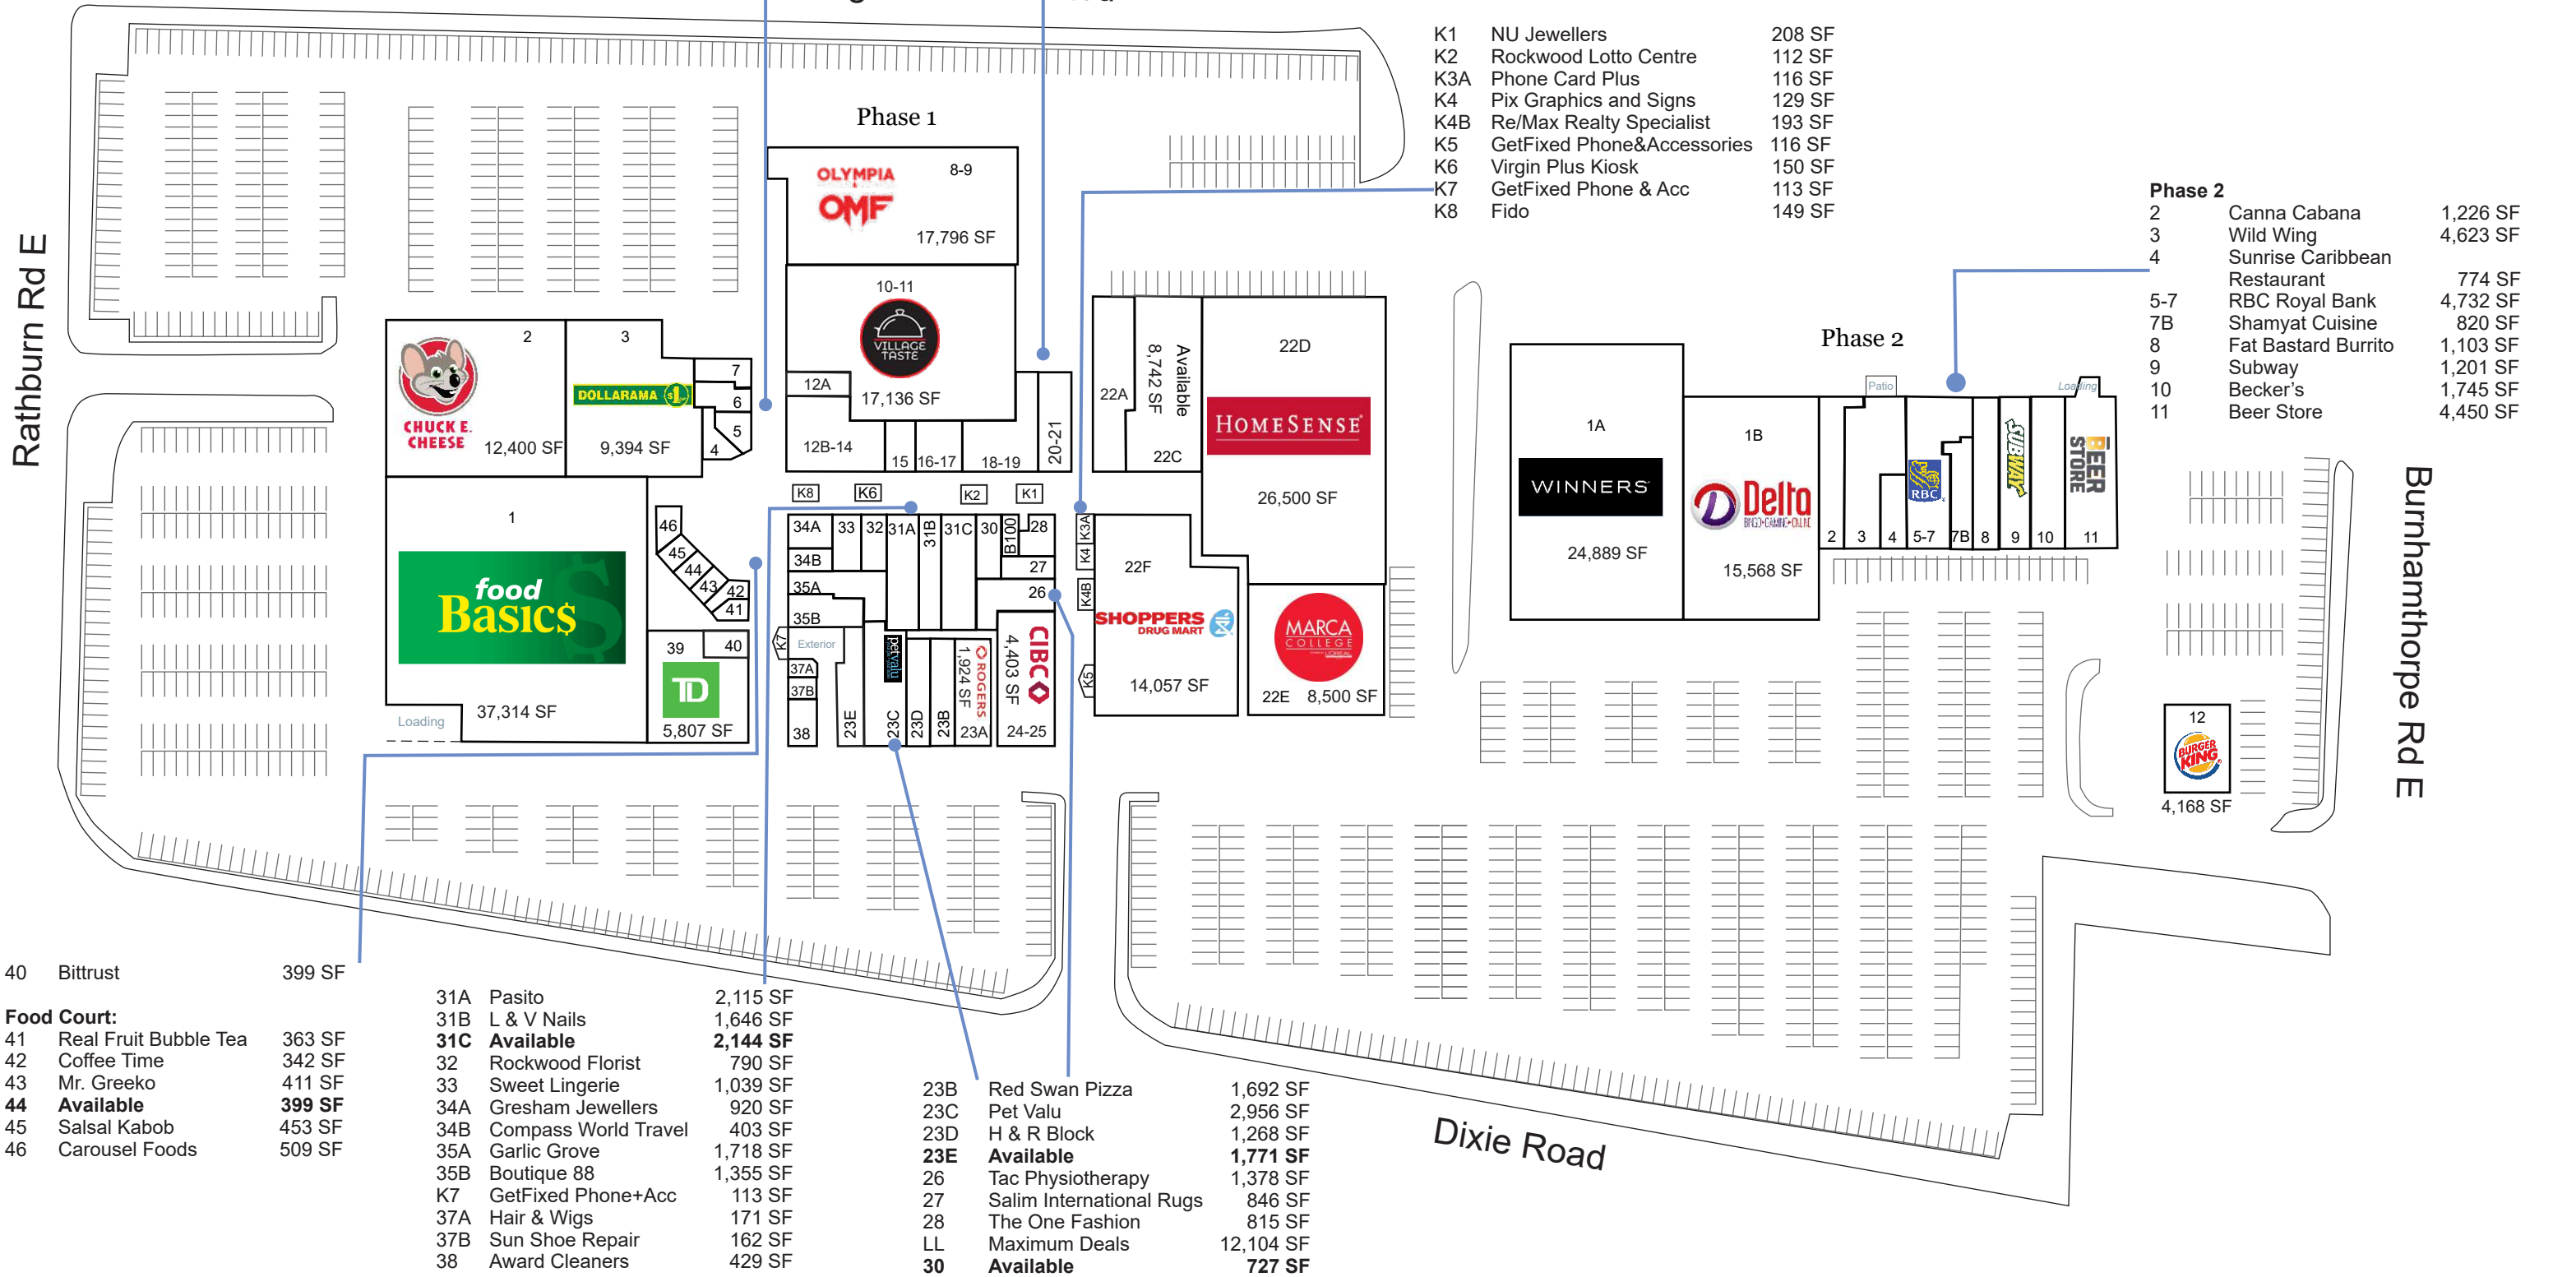 K1 NU Jewellers 208 SF
K2 Rockwood Lotto Centre 112 SF
K3A Phone Card Plus 116 SF
K4 Pix Graphics and Signs 129 SF
K4B Re/Max Realty Specialist 193 SF
K5 GetFixed Phone&Accessories 116 SF
K6 Virgin Plus Kiosk 150 SF
K7 GetFixed Phone & Acc 113 SF
K8 Fido 149 SF
Phase 2
2 Canna Cabana 1,226 SF
3 Wild Wing 4,623 SF
4 Sunrise Caribbean
Restaurant 774 SF
5-7 RBC Royal Bank 4,732 SF
7B Shamyat Cuisine 820 SF
8 Fat Bastard Burrito 1,103 SF
9 Subway 1,201 SF
10 Becker's 1,745 SF
11 Beer Store 4,450 SF
Rathburn Rd E
Phase 1
OLYMPIA
OMF
8-9
17,796 SF
10-11
VILLAGE
TASTE
17,136 SF
12A
12B-14
15
16-17
18-19
20-21
2
CHUCK E.
CHEESE
12,400 SF
3
DOLLARAMA $1
9,394 SF
7
6
5
4
22A
Available
8,742 SF
22C
22D
HOMESENSE
26,500 SF
Phase 2
1A
WINNERS
24,889 SF
1B
Delta
BINGO+GAMING+ONLINE
15,568 SF
Patio
Loading
RBC
SUBWAY
BEER
STORE
2
3
4
5-7
7B
8
9
10
11
Burnhamthorpe Rd E
K8
K6
K2
K1
1
food
Basic$
37,314 SF
Loading
46
45
44
43
42
41
39
40
TD
5,807 SF
34A
33
32
31A
31B
31C
30
B100
28
34B
27
35A
26
35B
K7
Exterior
37A
37B
38
23E
petvalu
23C
23D
23B
ROGERS
1,924 SF
23A
CIBC
4,403 SF
24-25
K3A
K4
K4B
K5
22F
SHOPPERS
DRUG MART
14,057 SF
MARCA
COLLEGE
22E 8,500 SF
12
BURGER
KING
4,168 SF
Dixie Road
40 Bittrust 399 SF
Food Court:
41 Real Fruit Bubble Tea 363 SF
42 Coffee Time 342 SF
43 Mr. Greeko 411 SF
44 Available 399 SF
45 Salsal Kabob 453 SF
46 Carousel Foods 509 SF
31A Pasito 2,115 SF
31B L & V Nails 1,646 SF
31C Available 2,144 SF
32 Rockwood Florist 790 SF
33 Sweet Lingerie 1,039 SF
34A Gresham Jewellers 920 SF
34B Compass World Travel 403 SF
35A Garlic Grove 1,718 SF
35B Boutique 88 1,355 SF
K7 GetFixed Phone+Acc 113 SF
37A Hair & Wigs 171 SF
37B Sun Shoe Repair 162 SF
38 Award Cleaners 429 SF
23B Red Swan Pizza 1,692 SF
23C Pet Valu 2,956 SF
23D H & R Block 1,268 SF
23E Available 1,771 SF
26 Tac Physiotherapy 1,378 SF
27 Salim International Rugs 846 SF
28 The One Fashion 815 SF
LL Maximum Deals 12,104 SF
30 Available 727 SF